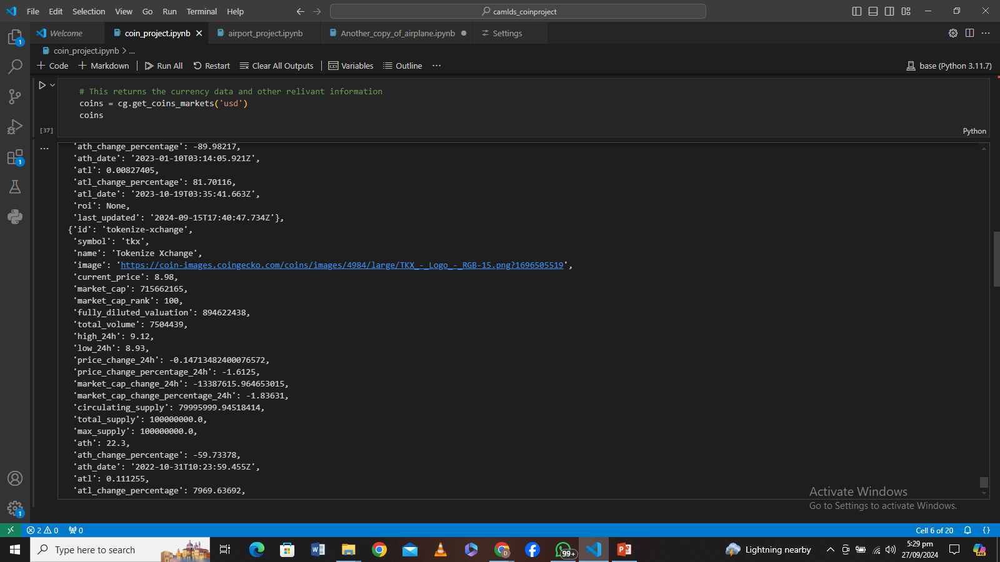 File Edit Selection View Go Run Terminal Help
camlds_coinproject
Welcome coin_project.ipynb airport_project.ipynb Another_copy_of_airplane.ipynb Settings
coin_project.ipynb > ...
+ Code + Markdown Run All Restart Clear All Outputs Variables Outline ... base (Python 3.11.7)
# This returns the currency data and other relivant information
coins = cg.get_coins_markets('usd')
coins
[37] Python
...
'ath_change_percentage': -89.98217,
'ath_date': '2023-01-10T03:14:05.921Z',
'atl': 0.00827405,
'atl_change_percentage': 81.70116,
'atl_date': '2023-10-19T03:35:41.663Z',
'roi': None,
'last_updated': '2024-09-15T17:40:47.734Z'},
{'id': 'tokenize-xchange',
'symbol': 'tkx',
'name': 'Tokenize Xchange',
'image': 'https://coin-images.coingecko.com/coins/images/4984/large/TKX_-_Logo_-_RGB-15.png?1696505519',
'current_price': 8.98,
'market_cap': 715662165,
'market_cap_rank': 100,
'fully_diluted_valuation': 894622438,
'total_volume': 7504439,
'high_24h': 9.12,
'low_24h': 8.93,
'price_change_24h': -0.14713482400076572,
'price_change_percentage_24h': -1.6125,
'market_cap_change_24h': -13387615.964653015,
'market_cap_change_percentage_24h': -1.83631,
'circulating_supply': 79995999.94518414,
'total_supply': 100000000.0,
'max_supply': 100000000.0,
'ath': 22.3,
'ath_change_percentage': -59.73378,
'ath_date': '2022-10-31T10:23:59.455Z',
'atl': 0.111255,
'atl_change_percentage': 7969.63692,
Activate Windows
Go to Settings to activate Windows.
1
1
1
2 0 0 Cell 6 of 20 {}
Type here to search 99+ Lightning nearby 5:29 pm
27/09/2024